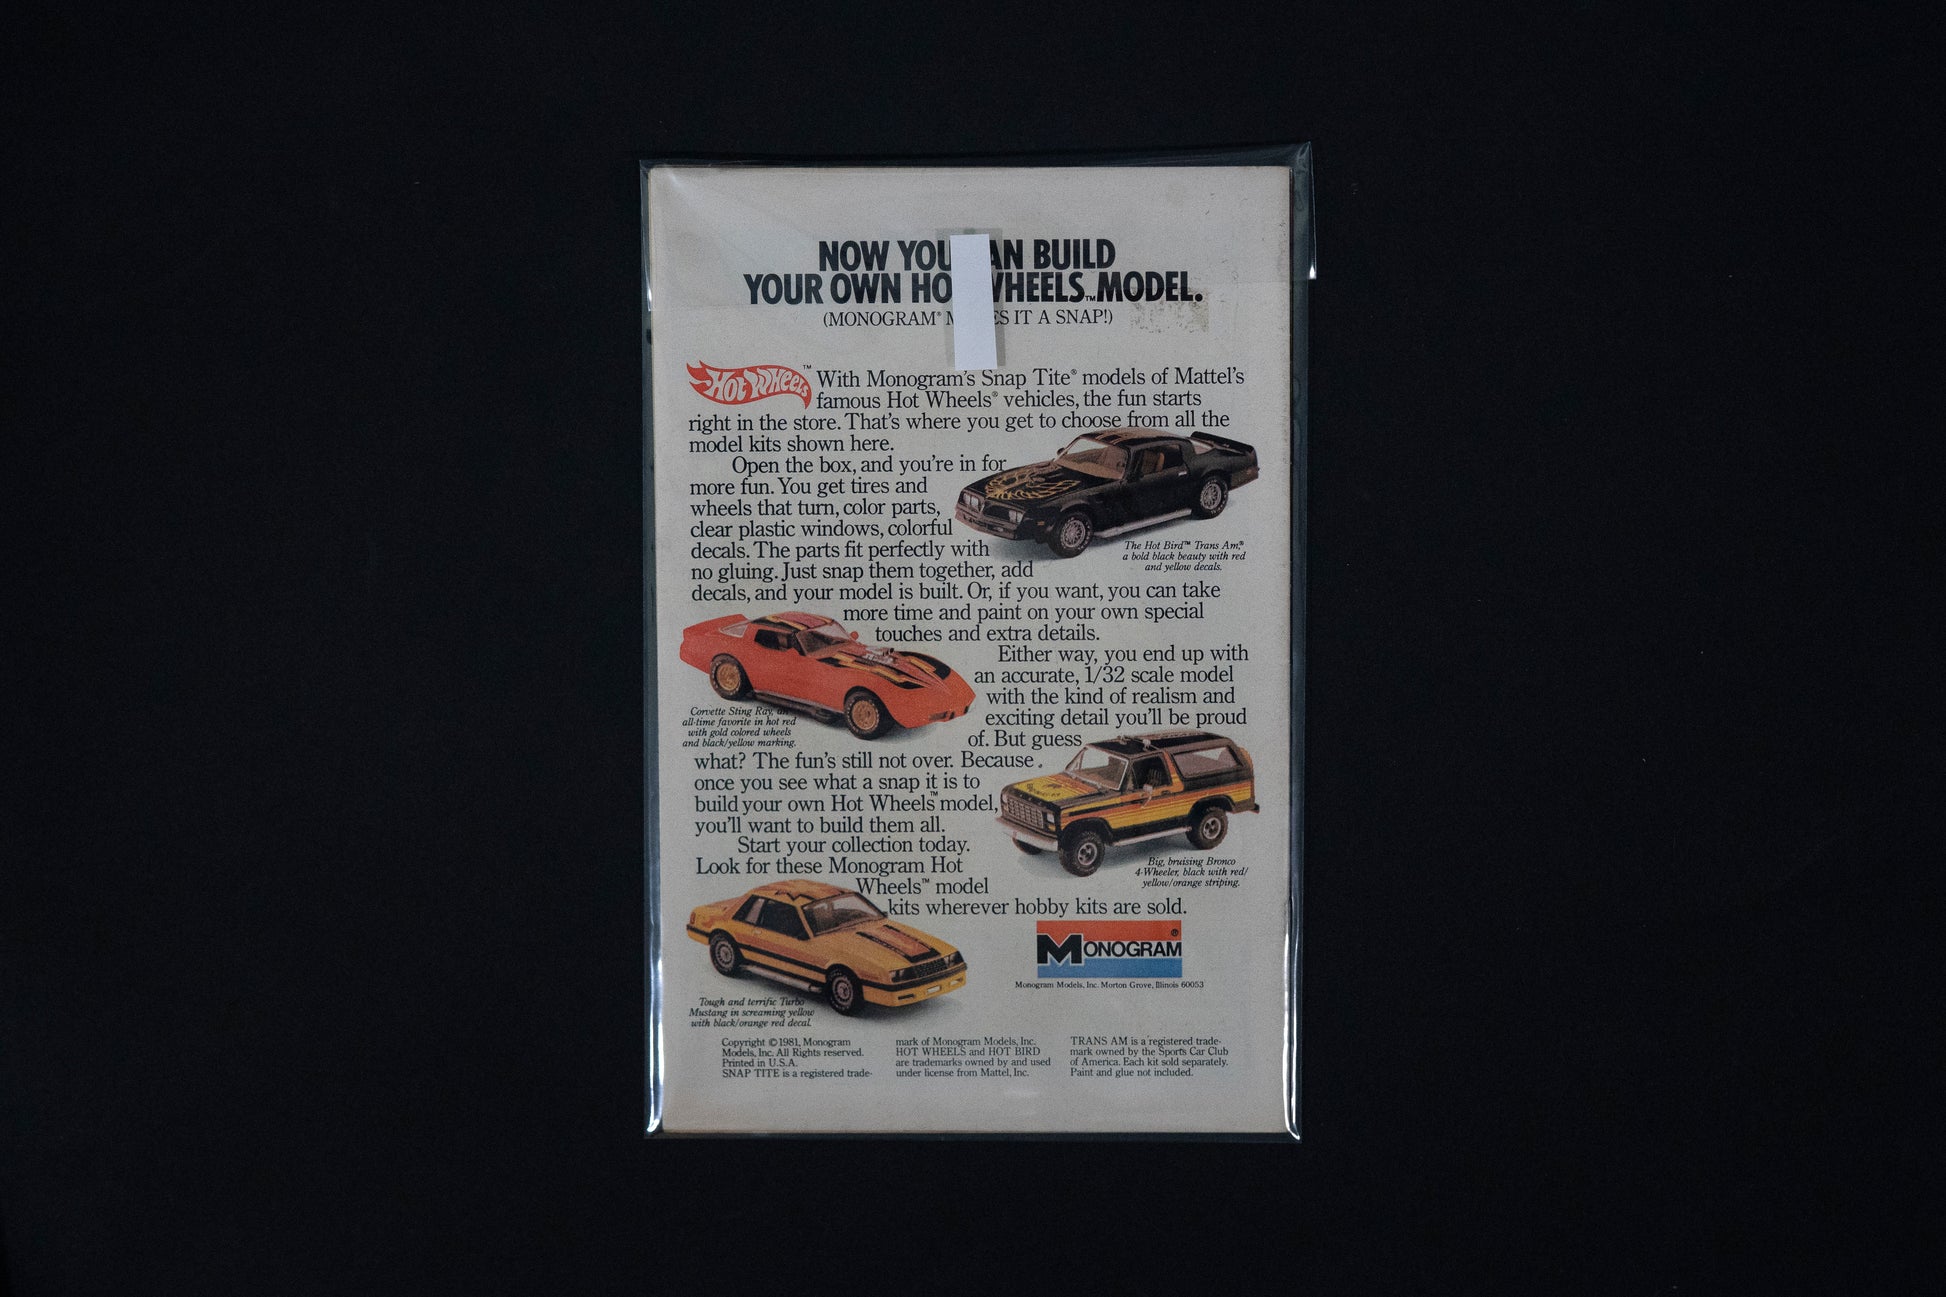 NOW YOU AN BUILD
YOUR OWN HO WHEELS™ MODEL.
(MONOGRAM® M ES IT A SNAP!)
Hot Wheels™ With Monogram's Snap Tite® models of Mattel's
famous Hot Wheels® vehicles, the fun starts
right in the store. That's where you get to choose from all the
model kits shown here.
Open the box, and you're in for
more fun. You get tires and
wheels that turn, color parts,
clear plastic windows, colorful
decals. The parts fit perfectly with
no gluing. Just snap them together, add
decals, and your model is built. Or, if you want, you can take
more time and paint on your own special
touches and extra details.
The Hot Bird™ Trans Am,®
a bold black beauty with red
and yellow decals.
Either way, you end up with
an accurate, 1/32 scale model
with the kind of realism and
exciting detail you'll be proud
of. But guess
Corvette Sting Ray, an
all-time favorite in hot red
with gold colored wheels
and black/yellow marking.
what? The fun's still not over. Because
once you see what a snap it is to
build your own Hot Wheels™ model,
you'll want to build them all.
Start your collection today.
Look for these Monogram Hot
Wheels™ model
kits wherever hobby kits are sold.
Big, bruising Bronco
4-Wheeler, black with red/
yellow/orange striping.
Tough and terrific Turbo
Mustang in screaming yellow
with black/orange red decal.
MONOGRAM®
Monogram Models, Inc. Morton Grove, Illinois 60053
Copyright © 1981, Monogram
Models, Inc. All Rights reserved.
Printed in U.S.A.
SNAP TITE is a registered trade-
mark of Monogram Models, Inc.
HOT WHEELS and HOT BIRD
are trademarks owned by and used
under license from Mattel, Inc.
TRANS AM is a registered trade-
mark owned by the Sports Car Club
of America. Each kit sold separately.
Paint and glue not included.